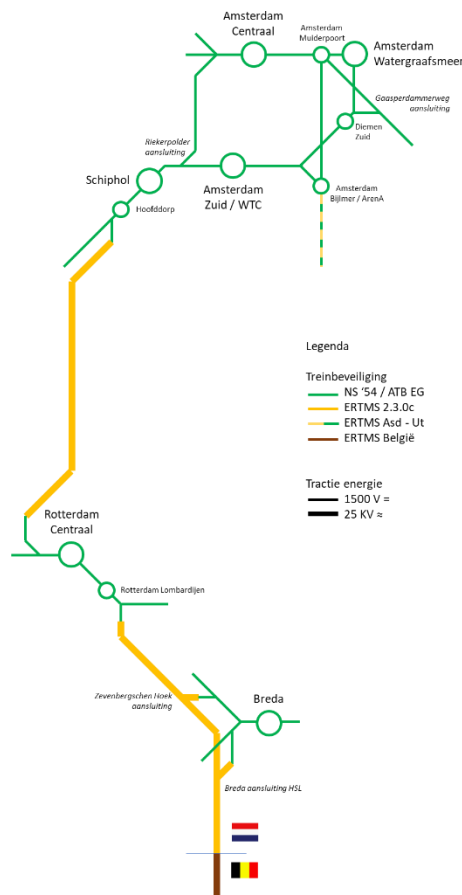 Amsterdam
Centraal
Amsterdam
Muiderpoort
Amsterdam
Watergraafsmeer
Gaasperdammerweg
aansluiting
Diemen
Zuid
Riekerpolder
aansluiting
Schiphol
Hoofddorp
Amsterdam
Zuid / WTC
Amsterdam
Bijlmer / ArenA
Legenda
Treinbeveiliging
NS '54 / ATB EG
ERTMS 2.3.0c
ERTMS Asd - Ut
ERTMS België
Tractie energie
1500 V =
25 KV ≈
Rotterdam
Centraal
Rotterdam Lombardijen
Zevenbergschen Hoek
aansluiting
Breda
Breda aansluiting HSL